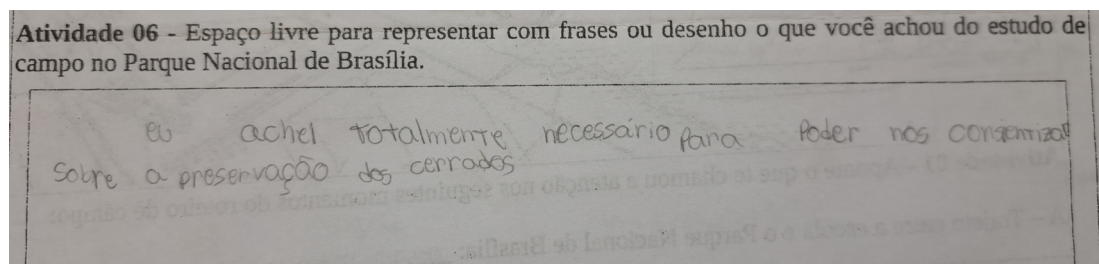 Atividade 06 - Espaço livre para representar com frases ou desenho o que você achou do estudo de
campo no Parque Nacional de Brasília.
eu achei totalmente necessário para poder nos consentizar
sobre a preservação dos cerrados